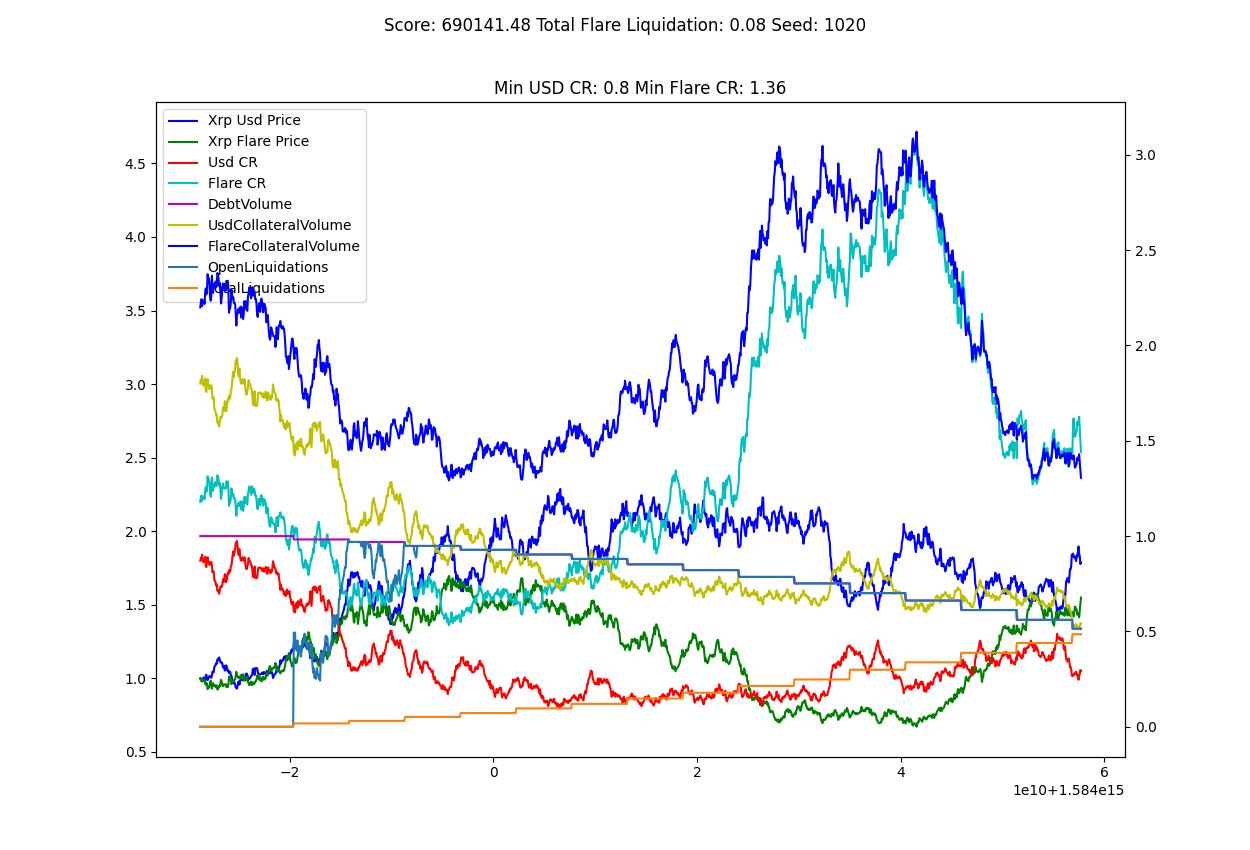 Score: 690141.48 Total Flare Liquidation: 0.08 Seed: 1020
Min USD CR: 0.8 Min Flare CR: 1.36
Xrp Usd Price
Xrp Flare Price
Usd CR
Flare CR
DebtVolume
UsdCollateralVolume
FlareCollateralVolume
OpenLiquidations
TotalLiquidations
4.5
4.0
3.5
3.0
2.5
2.0
1.5
1.0
0.5
3.0
2.5
2.0
1.5
1.0
0.5
0.0
−2
0
2
4
6
1e10+1.584e15